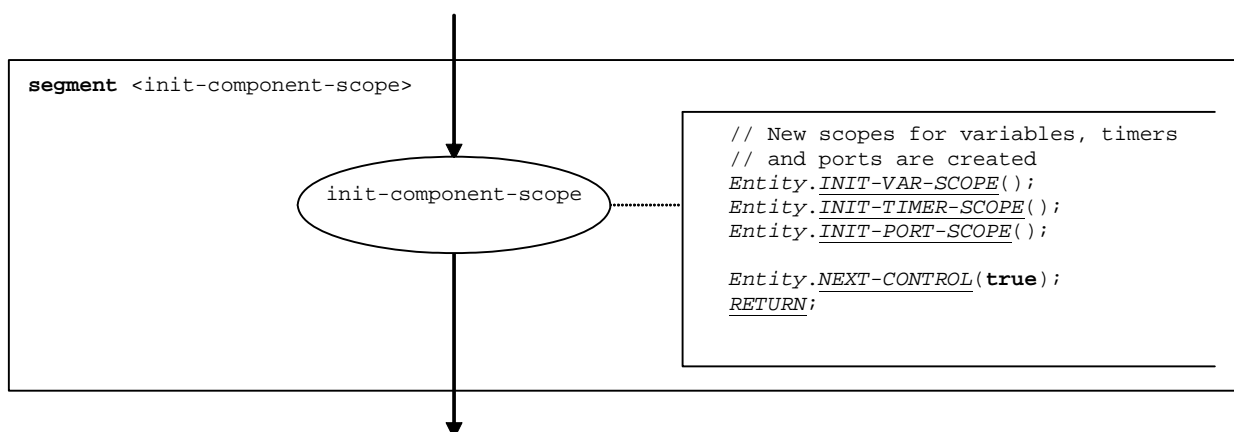 segment <init-component-scope>
init-component-scope
// New scopes for variables, timers
// and ports are created
Entity.INIT-VAR-SCOPE();
Entity.INIT-TIMER-SCOPE();
Entity.INIT-PORT-SCOPE();
Entity.NEXT-CONTROL(true);
RETURN;